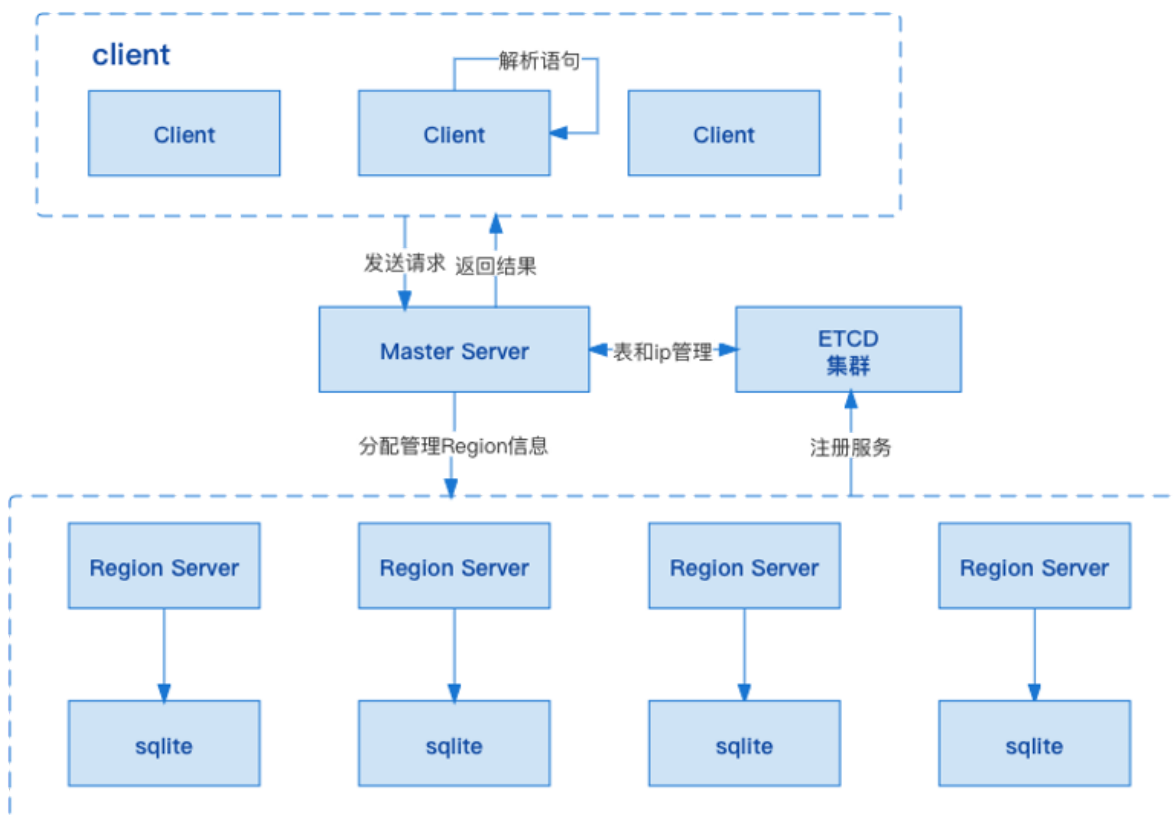 client
解析语句
Client
Client
Client
发送请求
返回结果
Master Server
表和ip管理
ETCD
集群
分配管理Region信息
注册服务
Region Server
Region Server
Region Server
Region Server
sqlite
sqlite
sqlite
sqlite